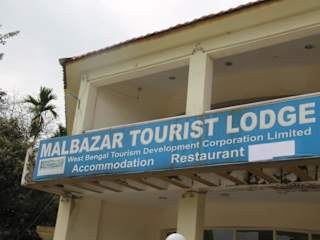 MALBAZAR TOURIST LODGE
West Bengal Tourism Development Corporation Limited
Accommodation Restaurant